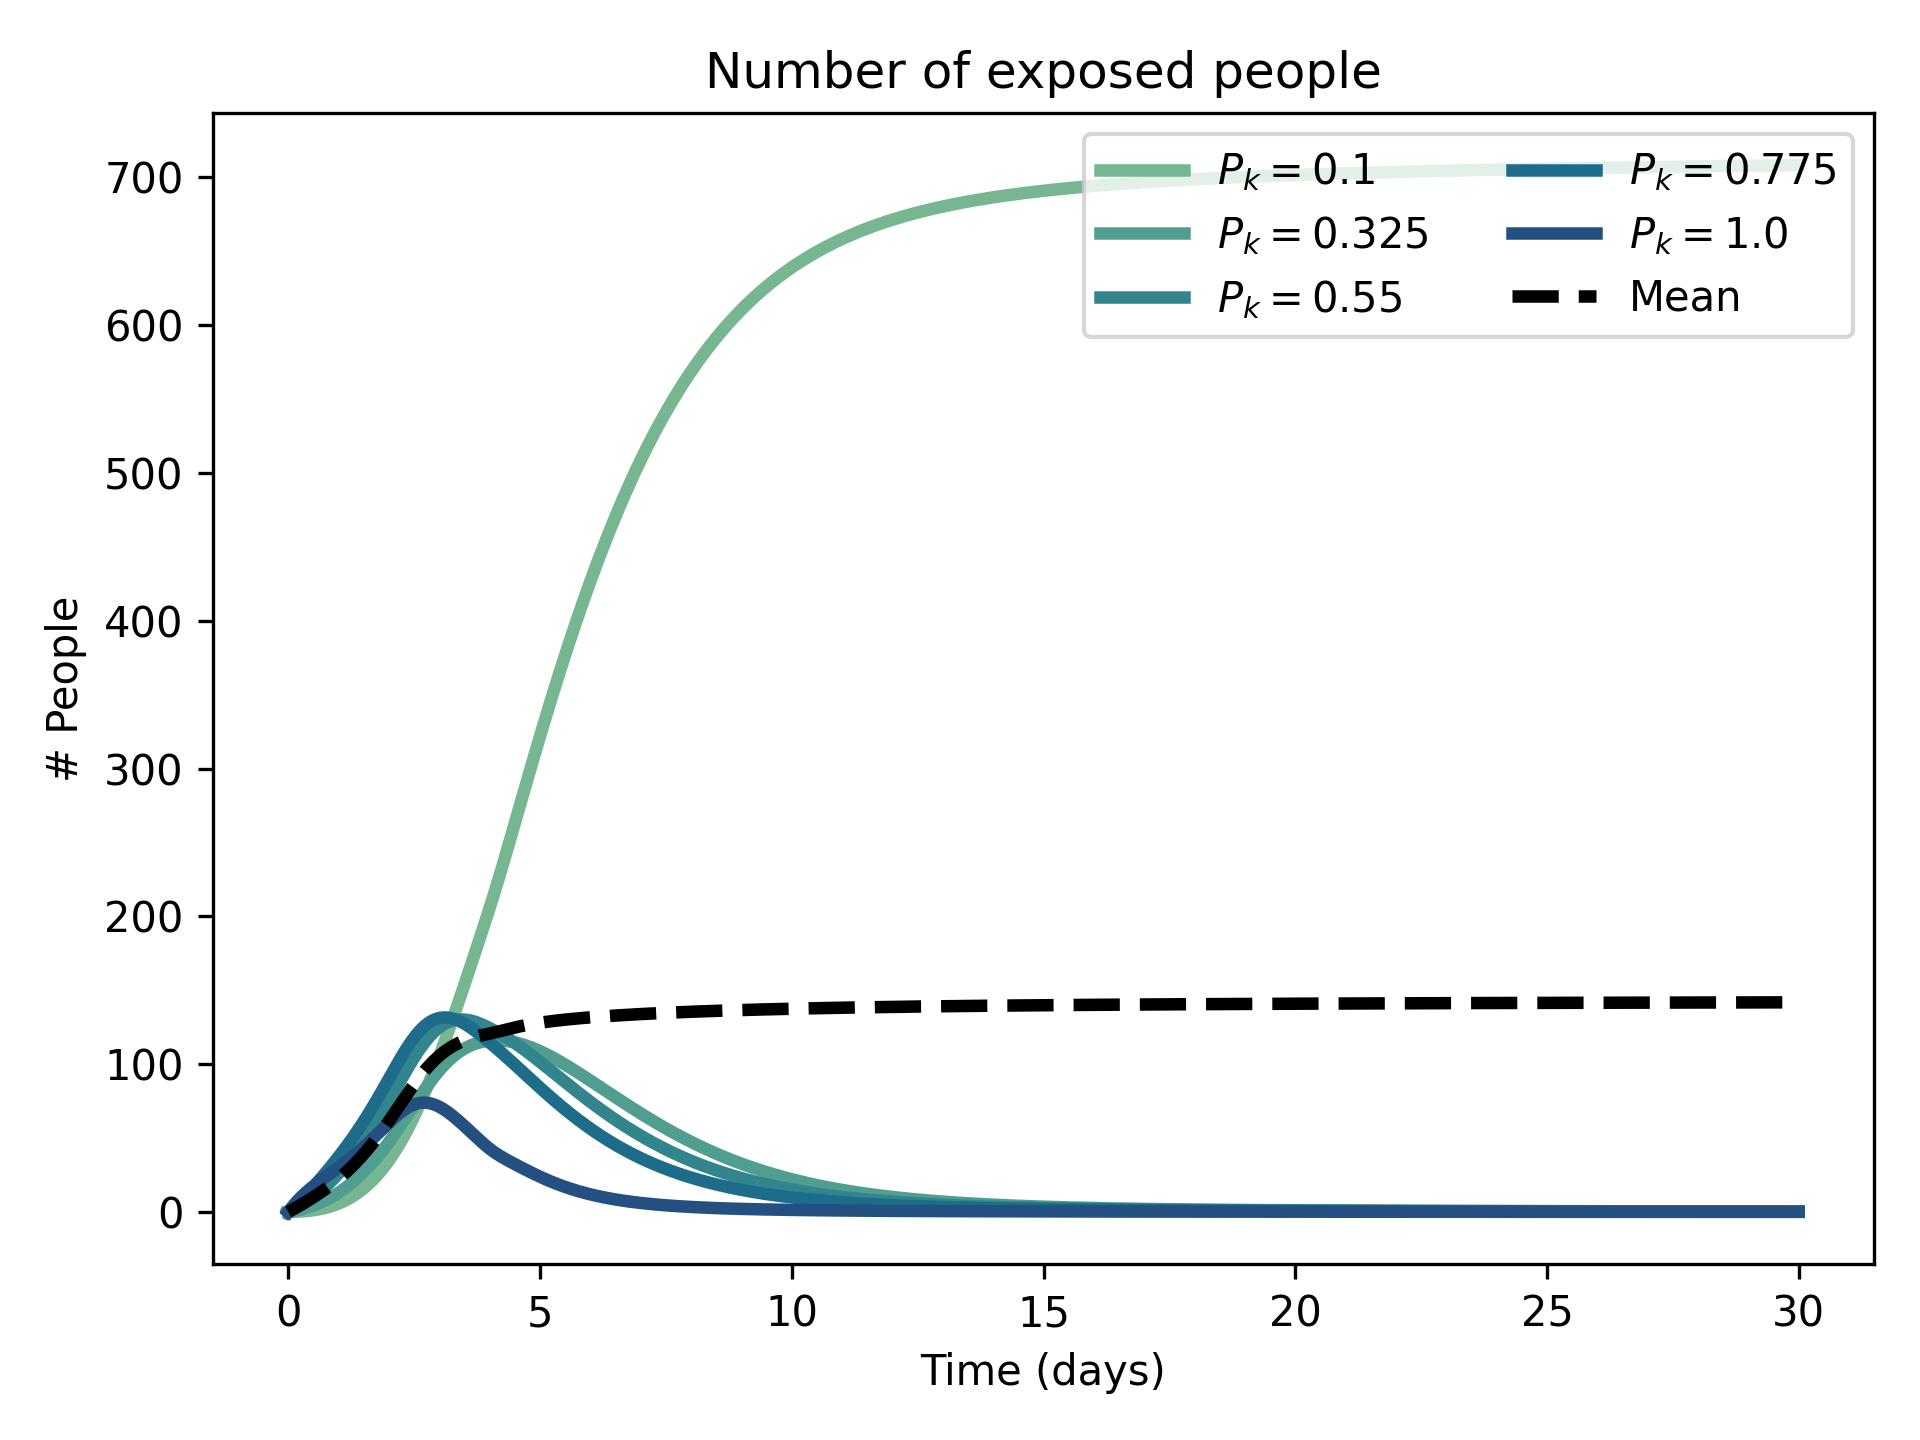 Number of exposed people
700
600
500
400
300
200
100
0
# People
P_k = 0.1
P_k = 0.325
P_k = 0.55
P_k = 0.775
P_k = 1.0
Mean
0 5 10 15 20 25 30
Time (days)